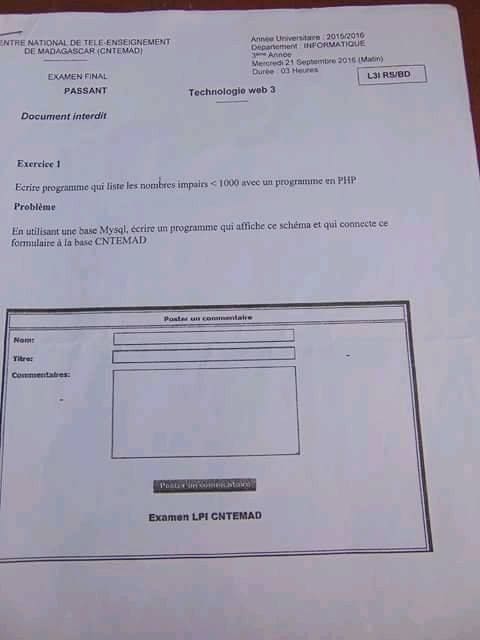 CENTRE NATIONAL DE TELE-ENSEIGNEMENT
DE MADAGASCAR (CNTEMAD)
EXAMEN FINAL
PASSANT
Document interdit
Année Universitaire : 2015/2016
Département : INFORMATIQUE
3ème Année
Mercredi 21 Septembre 2016 (Matin)
Durée : 03 Heures
L3I RS/BD
Technologie web 3
Exercice 1
Ecrire programme qui liste les nombres impairs < 1000 avec un programme en PHP
Problème
En utilisant une base Mysql, écrire un programme qui affiche ce schéma et qui connecte ce
formulaire à la base CNTEMAD
Poster un commentaire
Nom:
Titre:
Commentaires:
Poster un commentaire
Examen LPI CNTEMAD